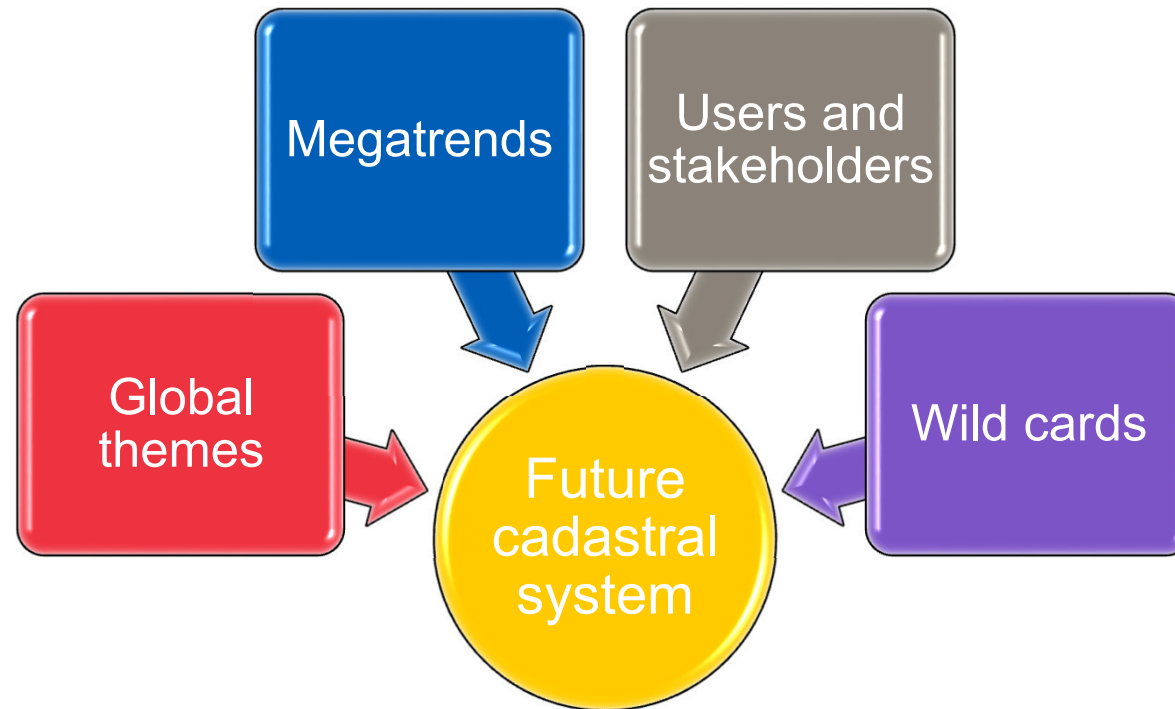 Megatrends
Users and
stakeholders
Global
themes
Wild cards
Future
cadastral
system